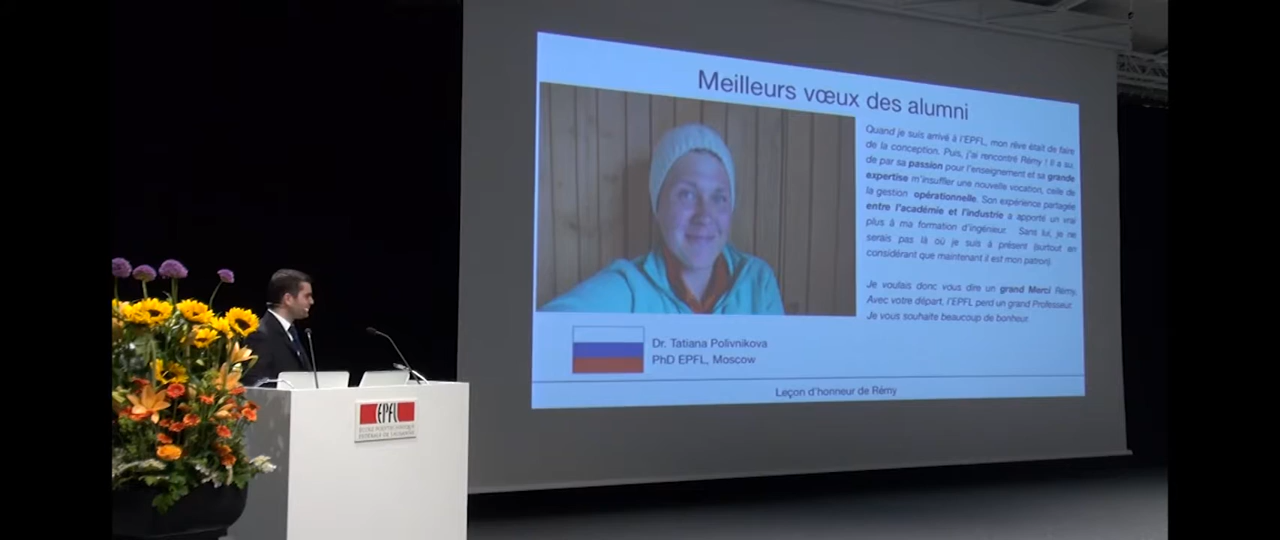 Meilleurs vœux des alumni
Quand je suis arrivé à l'EPFL, mon rêve était de faire
de la conception. Puis, j'ai rencontré Rémy ! Il a su,
de par sa passion pour l'enseignement et sa grande
expertise m'insuffler une nouvelle vocation, celle de
la gestion opérationnelle. Son expérience partagée
entre l'académie et l'industrie a apporté un vrai
plus à ma formation d'ingénieur. Sans lui, je ne
serais pas là où je suis à présent (surtout en
considérant que maintenant il est mon patron).
Je voulais donc vous dire un grand Merci Rémy.
Avec votre départ, l'EPFL perd un grand Professeur.
Je vous souhaite beaucoup de bonheur.
Dr. Tatiana Polivnikova
PhD EPFL, Moscow
Leçon d'honneur de Rémy
EPFL
ÉCOLE POLYTECHNIQUE
FÉDÉRALE DE LAUSANNE